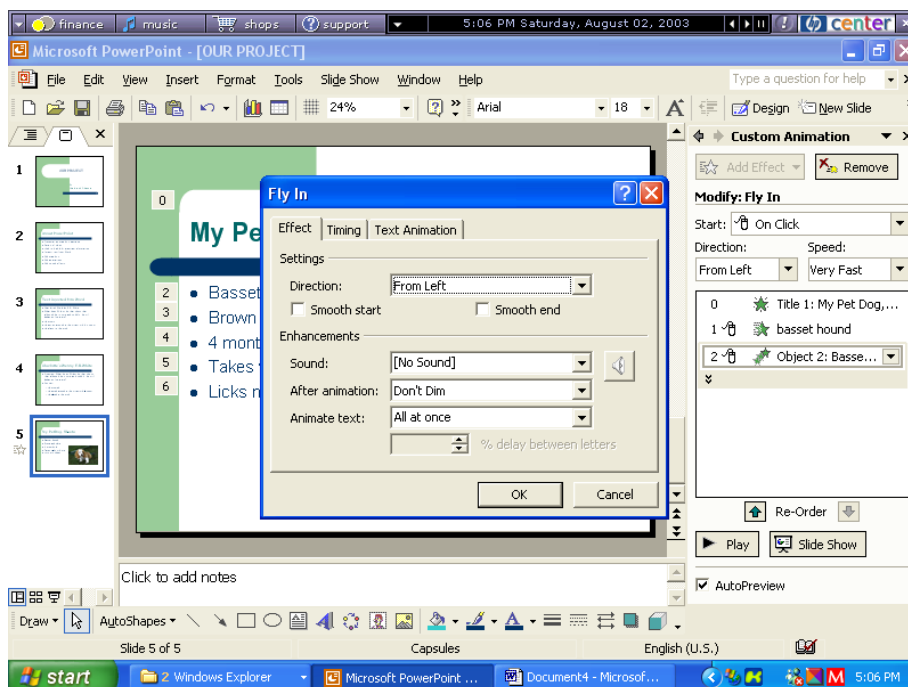 finance music shops support 5:06 PM Saturday, August 02, 2003 center
Microsoft PowerPoint - [OUR PROJECT]
File Edit View Insert Format Tools Slide Show Window Help Type a question for help
24% Arial 18 A Design New Slide
Custom Animation
Add Effect Remove
Modify: Fly In
Start: On Click
Direction: Speed:
From Left Very Fast
0 Title 1: My Pet Dog,...
1 basset hound
2 Object 2: Basse...
Re-Order
Play Slide Show
AutoPreview
1
2
3
4
5
0
My Pe
2 Basset
3 Brown
4 4 mont
5 Takes
6 Licks
Fly In
Effect Timing Text Animation
Settings
Direction: From Left
Smooth start Smooth end
Enhancements
Sound: [No Sound]
After animation: Don't Dim
Animate text: All at once
% delay between letters
OK Cancel
Click to add notes
Draw AutoShapes A
Slide 5 of 5 Capsules English (U.S.)
start 2 Windows Explorer Microsoft PowerPoint ... Document4 - Microsof... 5:06 PM